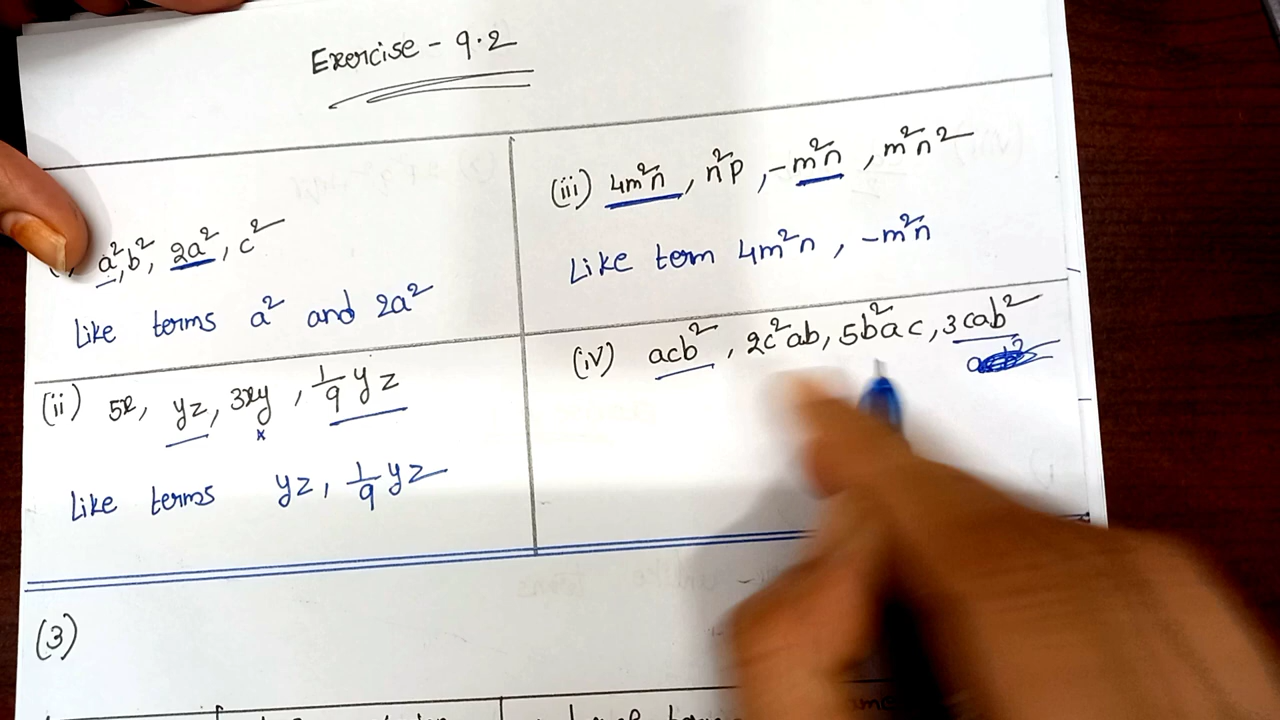 Exercise - 9.2
a², b², 2a², c²
Like terms a² and 2a²
(ii) 5x, yz, 3xy, 1/9 yz
x
Like terms yz, 1/9 yz
(iii) 4m²n, n²p, -m²n, m²n²
Like term 4m²n, -m²n
(iv) acb², 2c²ab, 5b²ac, 3cab²
(3)